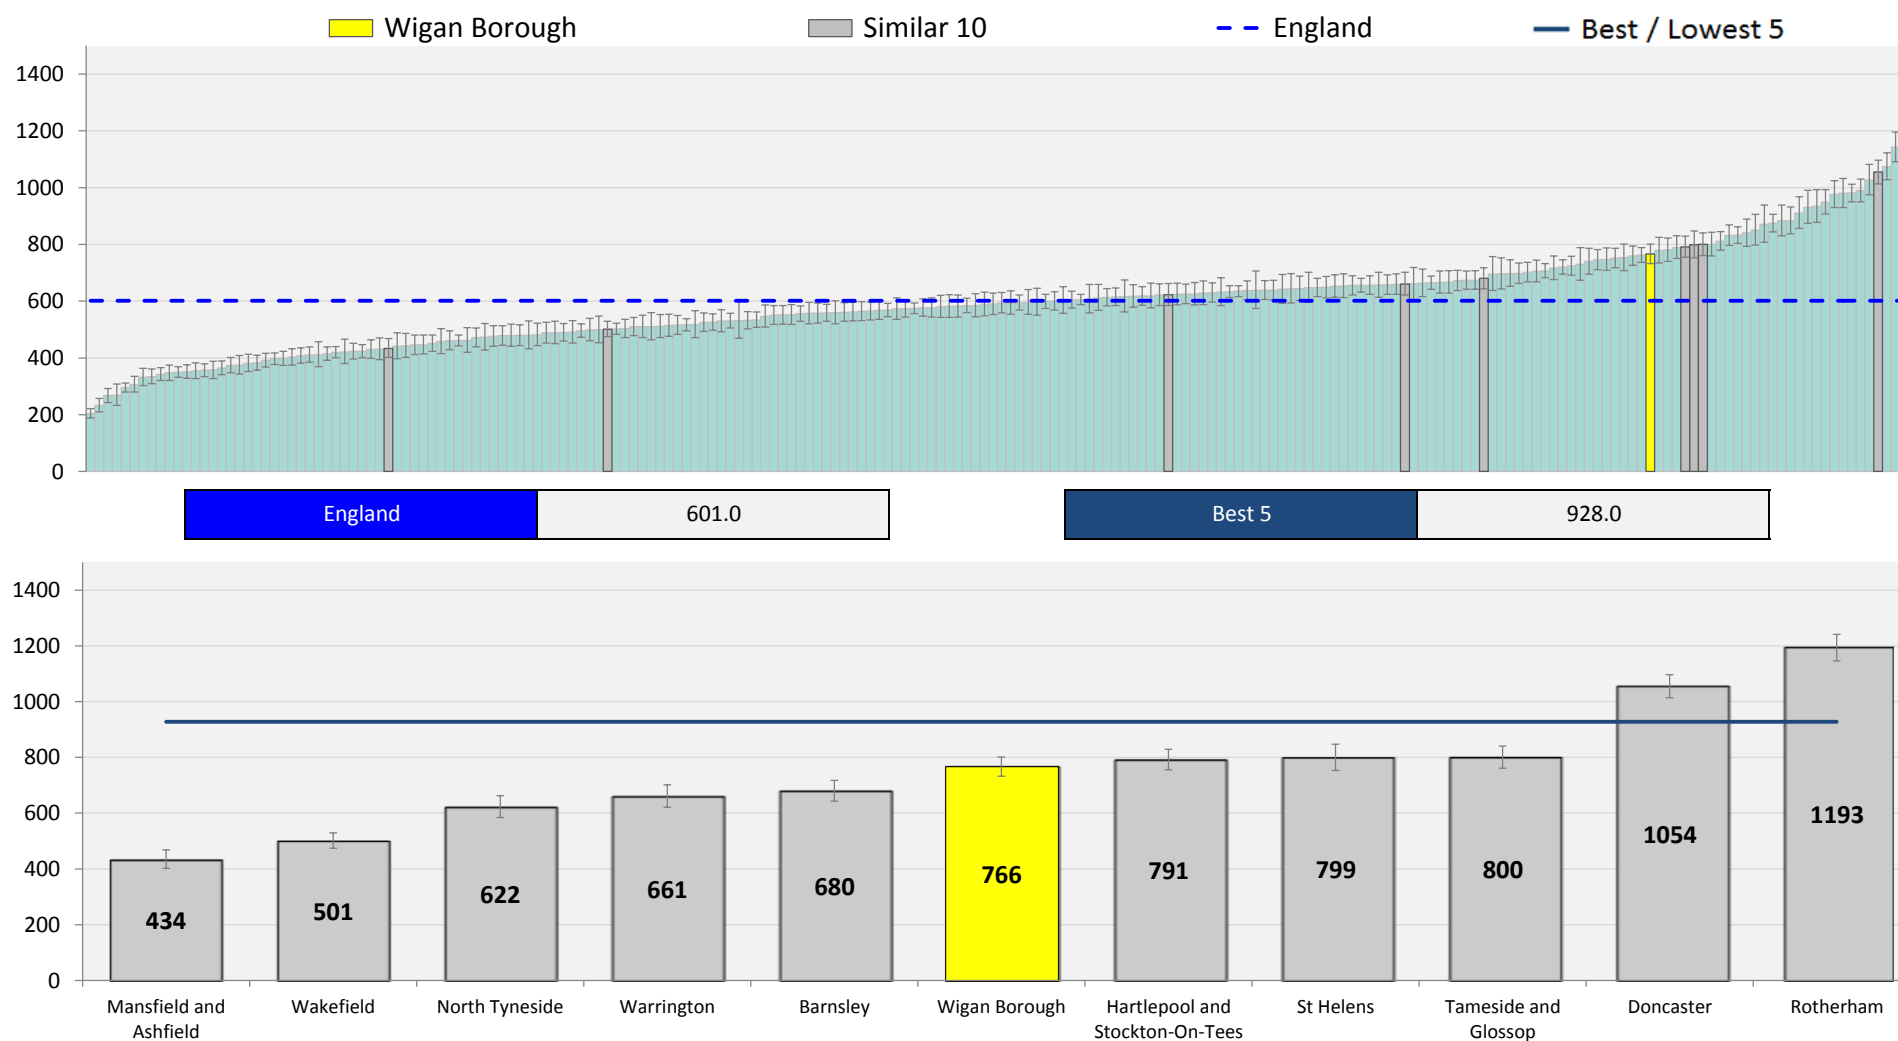 Wigan Borough Similar 10 England Best / Lowest 5
1400
1200
1000
800
600
400
200
0
England 601.0 Best 5 928.0
1400
1200
1000
800
600
400
200
0
434 501 622 661 680 766 791 799 800 1054 1193
Mansfield and Ashfield
Wakefield
North Tyneside
Warrington
Barnsley
Wigan Borough
Hartlepool and
Stockton-On-Tees
St Helens
Tameside and
Glossop
Doncaster
Rotherham